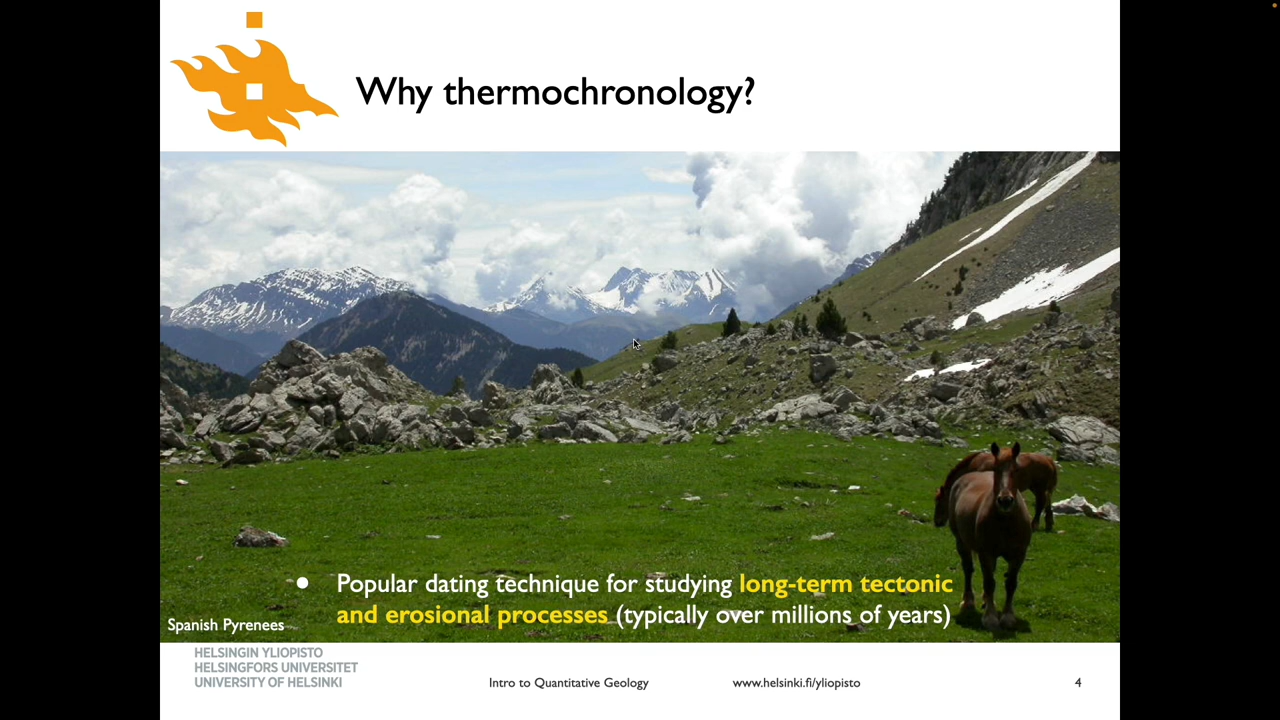 Why thermochronology?
• Popular dating technique for studying long-term tectonic
and erosional processes (typically over millions of years)
Spanish Pyrenees
HELSINGIN YLIOPISTO
HELSINGFORS UNIVERSITET
UNIVERSITY OF HELSINKI
Intro to Quantitative Geology
www.helsinki.fi/yliopisto
4